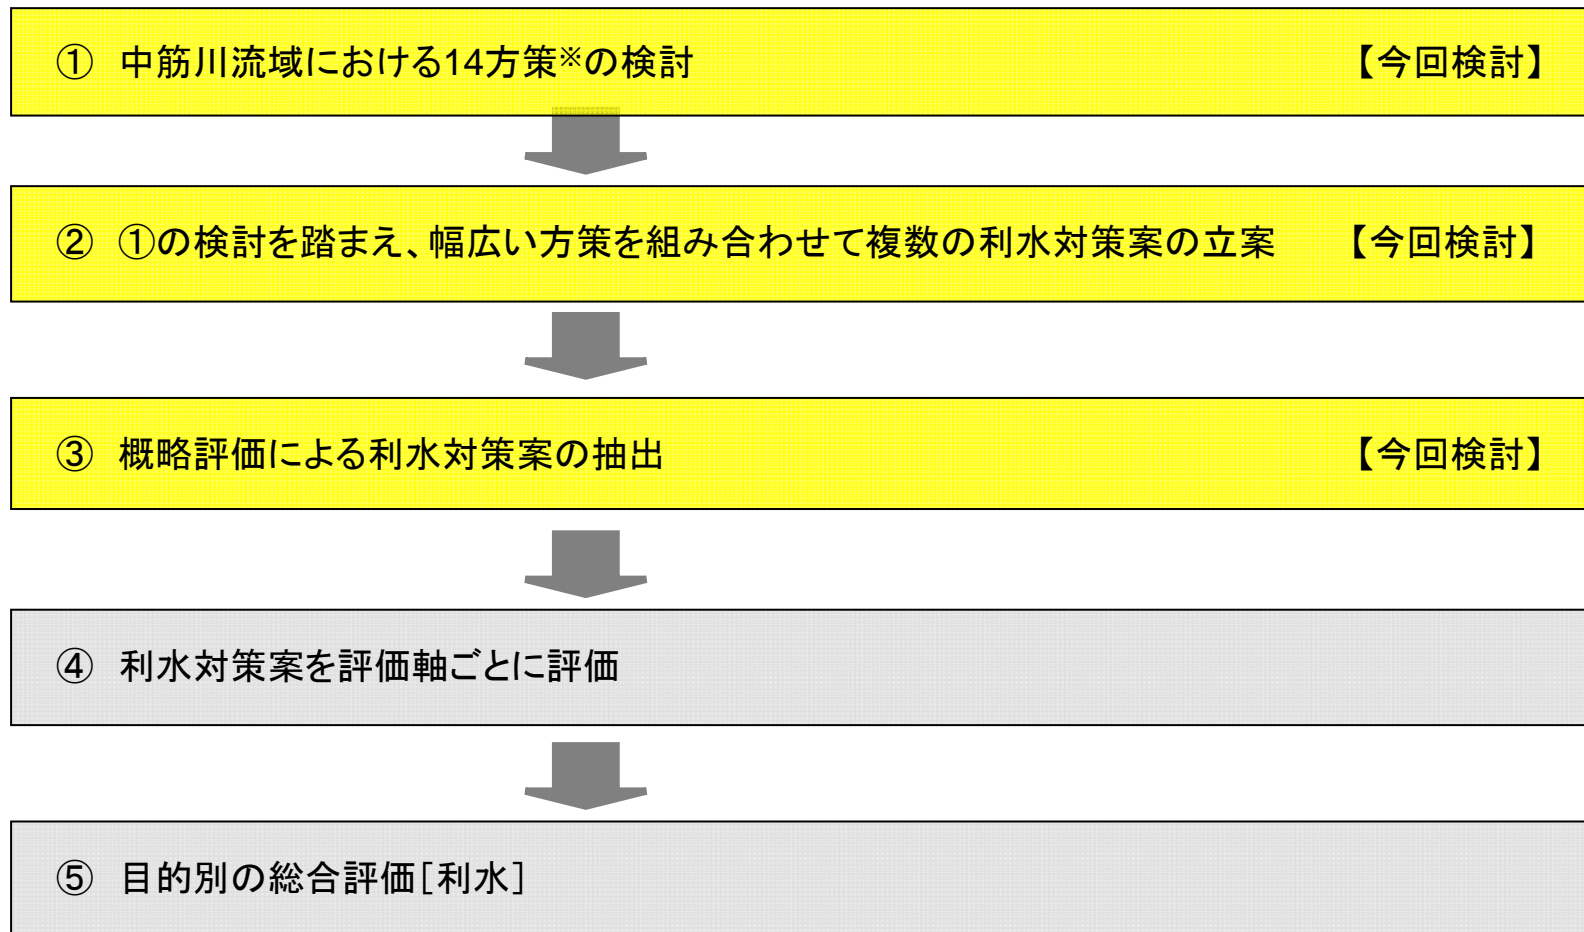 ① 中筋川流域における14方策※の検討 【今回検討】
② ①の検討を踏まえ、幅広い方策を組み合わせて複数の利水対策案の立案 【今回検討】
③ 概略評価による利水対策案の抽出 【今回検討】
④ 利水対策案を評価軸ごとに評価
⑤ 目的別の総合評価［利水］